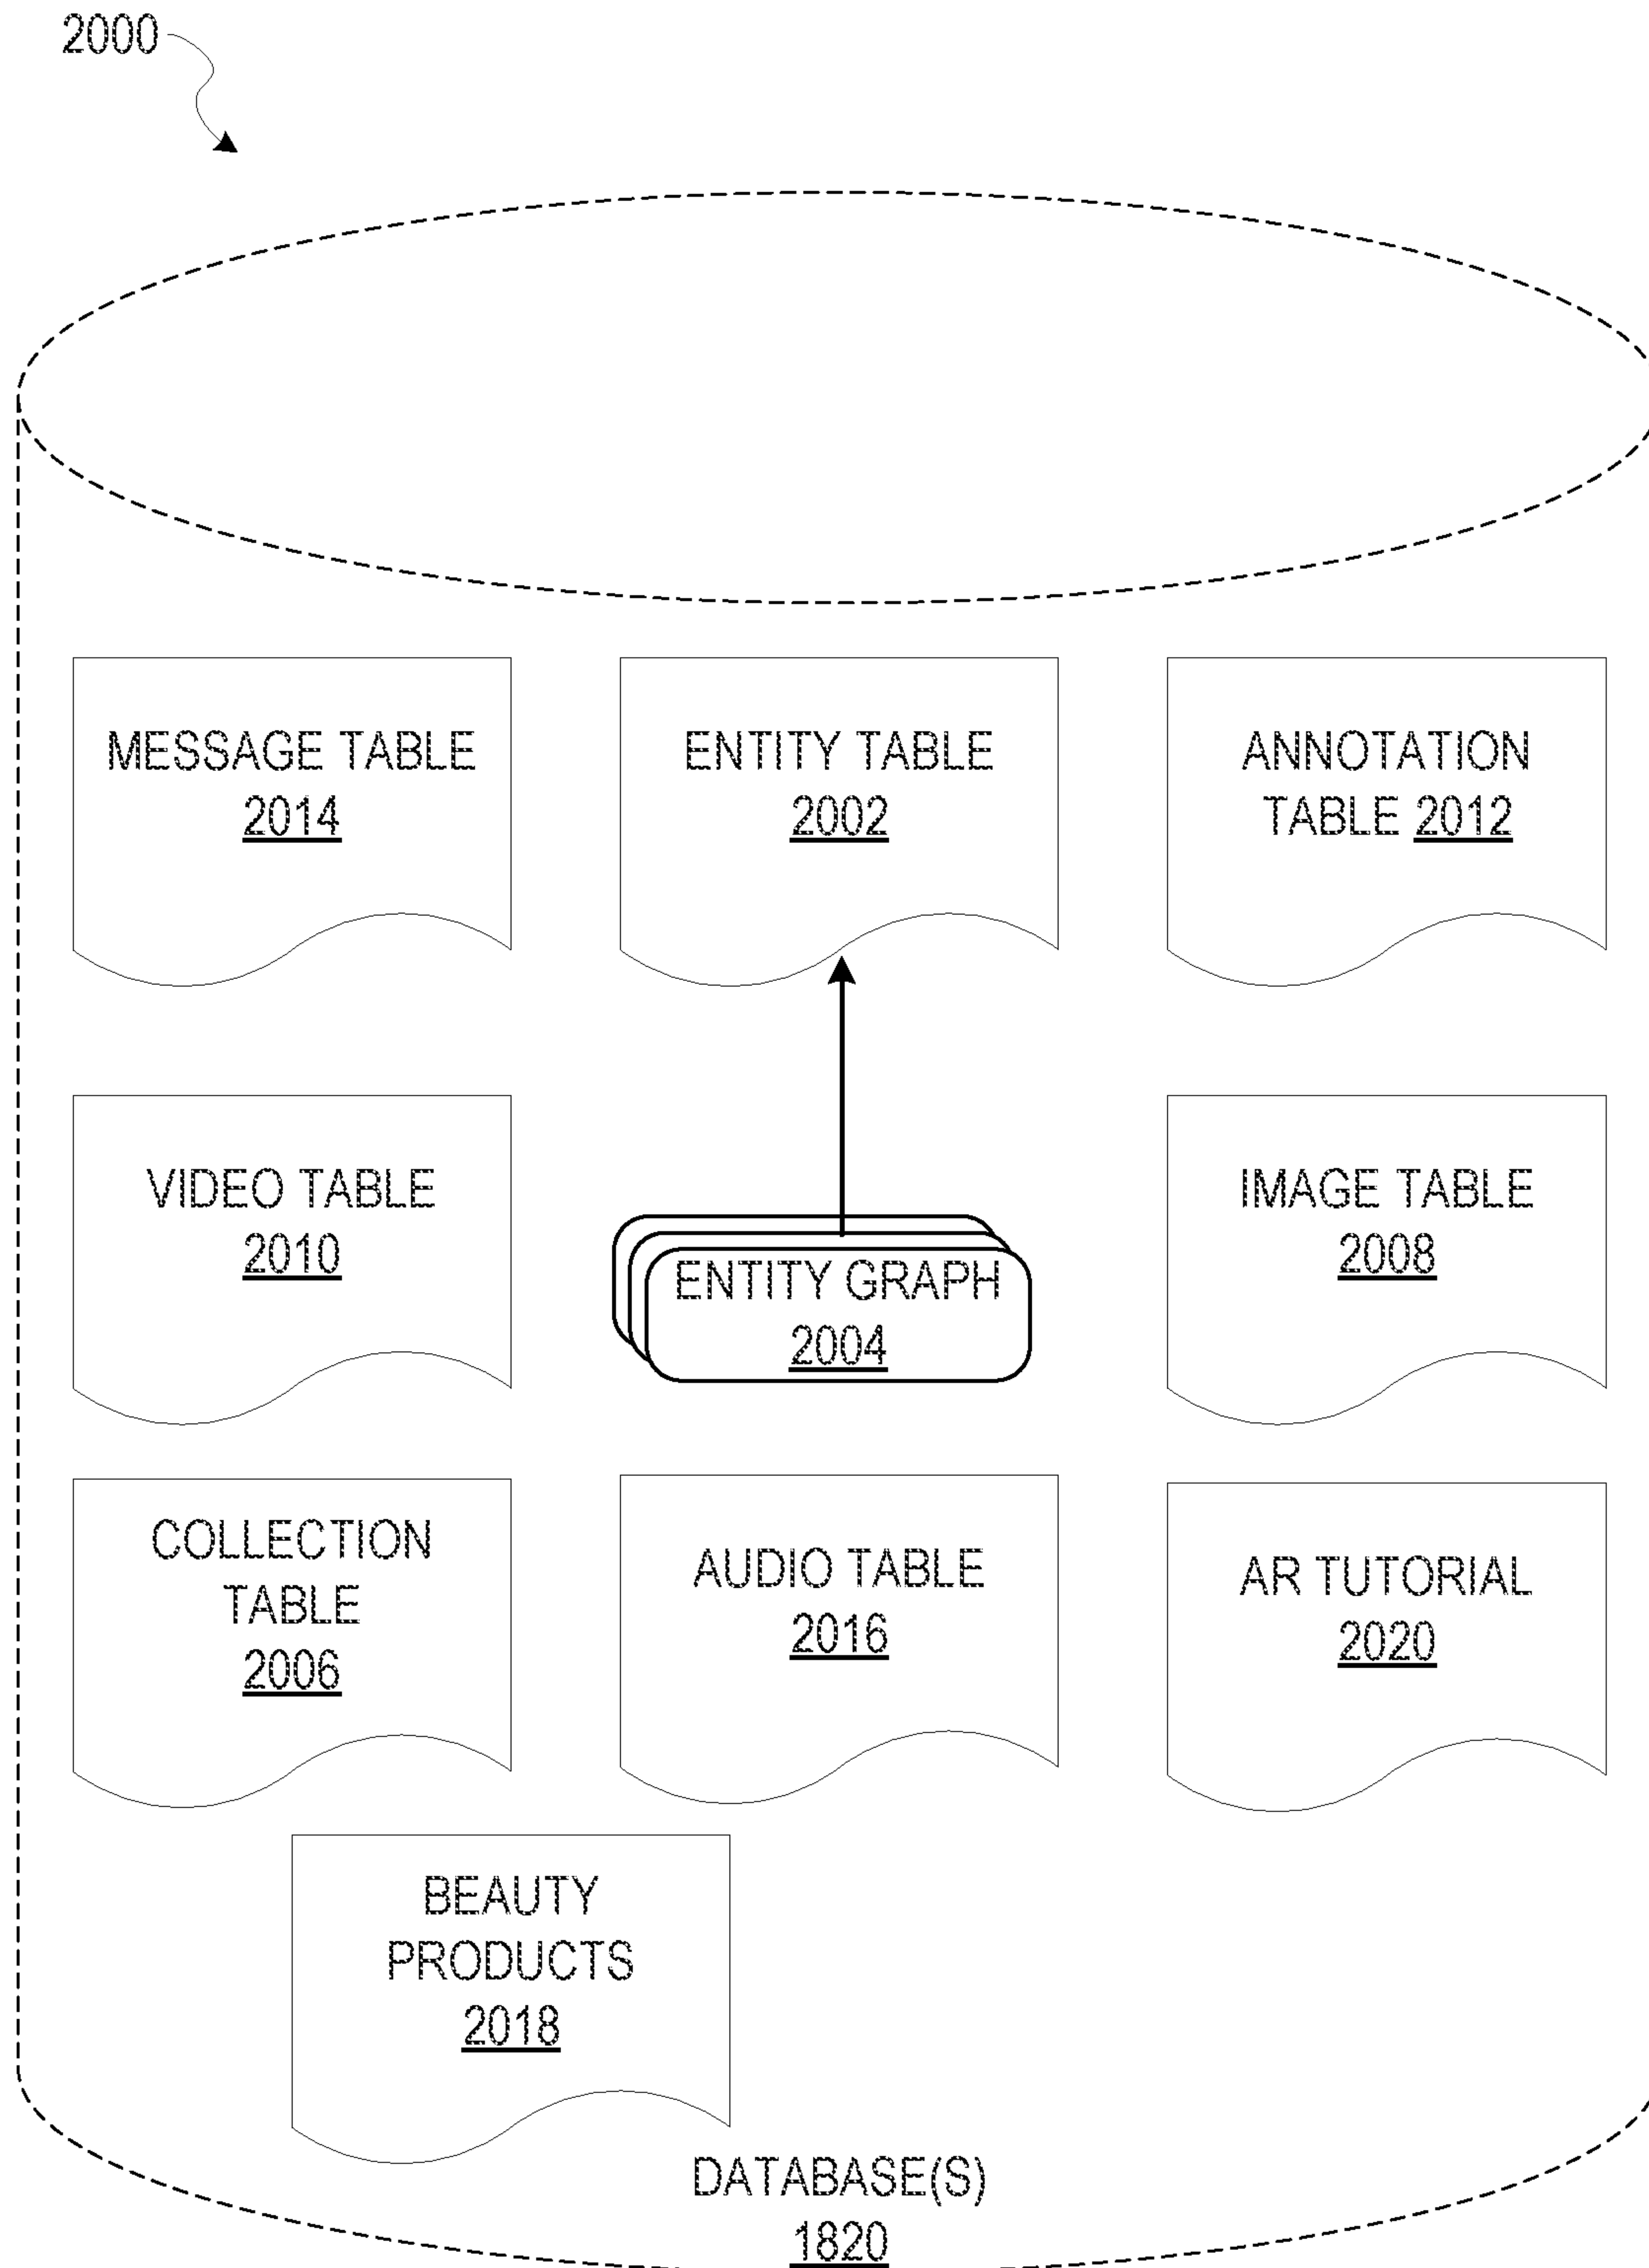 2000
MESSAGE TABLE
2014
ENTITY TABLE
2002
ANNOTATION
TABLE 2012
VIDEO TABLE
2010
ENTITY GRAPH
2004
IMAGE TABLE
2008
COLLECTION
TABLE
2006
AUDIO TABLE
2016
AR TUTORIAL
2020
BEAUTY
PRODUCTS
2018
DATABASE(S)
1820